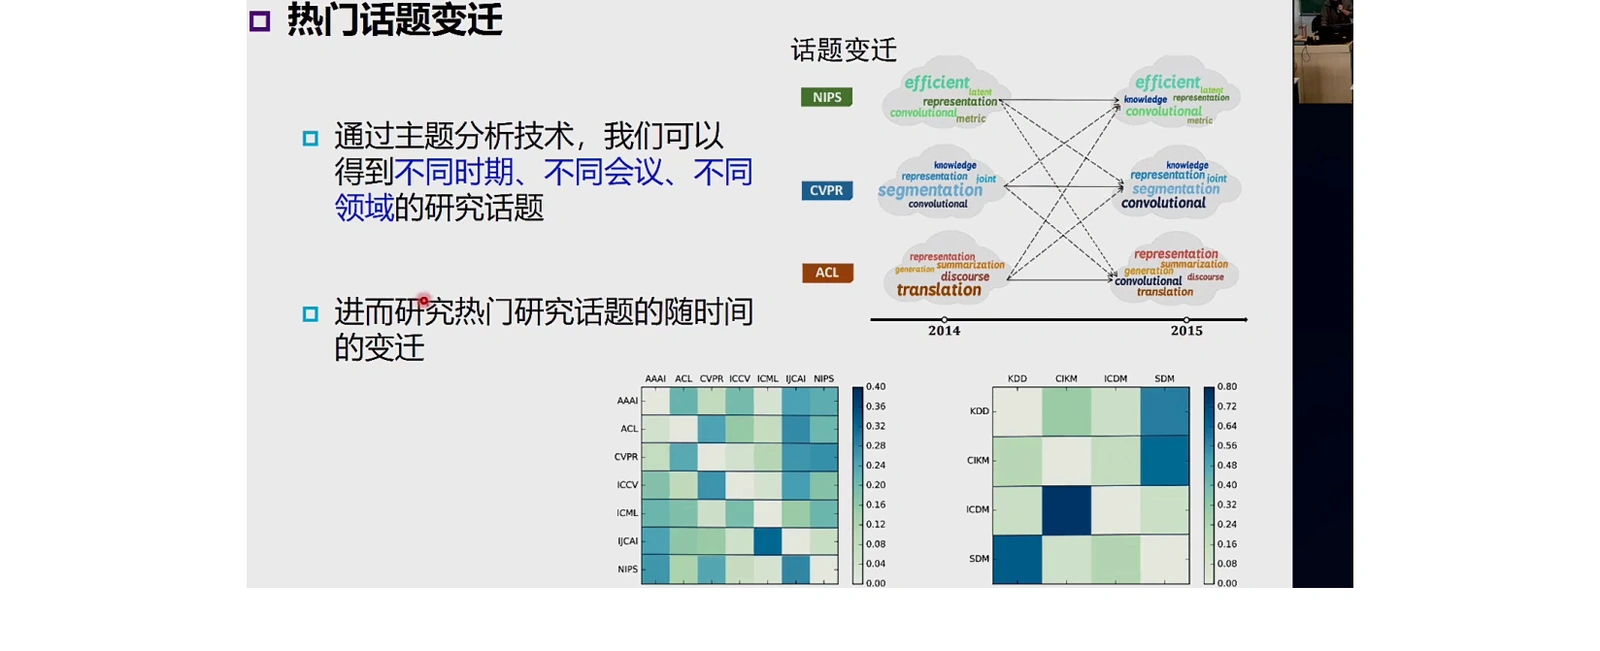 热门话题变迁
通过主题分析技术，我们可以
得到不同时期、不同会议、不同
领域的研究话题
进而研究热门研究话题的随时间
的变迁
话题变迁
NIPS
efficient
latent
representation
convolutional
metric
efficient
latent
knowledge representation
convolutional
metric
CVPR
knowledge
representation joint
segmentation
convolutional
knowledge
representation joint
segmentation
convolutional
ACL
representation
generation summarization
discourse
translation
representation
summarization
generation
convolutional discourse
translation
2014 2015
AAAI ACL CVPR ICCV ICML IJCAI NIPS
AAAI
ACL
CVPR
ICCV
ICML
IJCAI
NIPS
0.40
0.36
0.32
0.28
0.24
0.20
0.16
0.12
0.08
0.04
0.00
KDD CIKM ICDM SDM
KDD
CIKM
ICDM
SDM
0.80
0.72
0.64
0.56
0.48
0.40
0.32
0.24
0.16
0.08
0.00